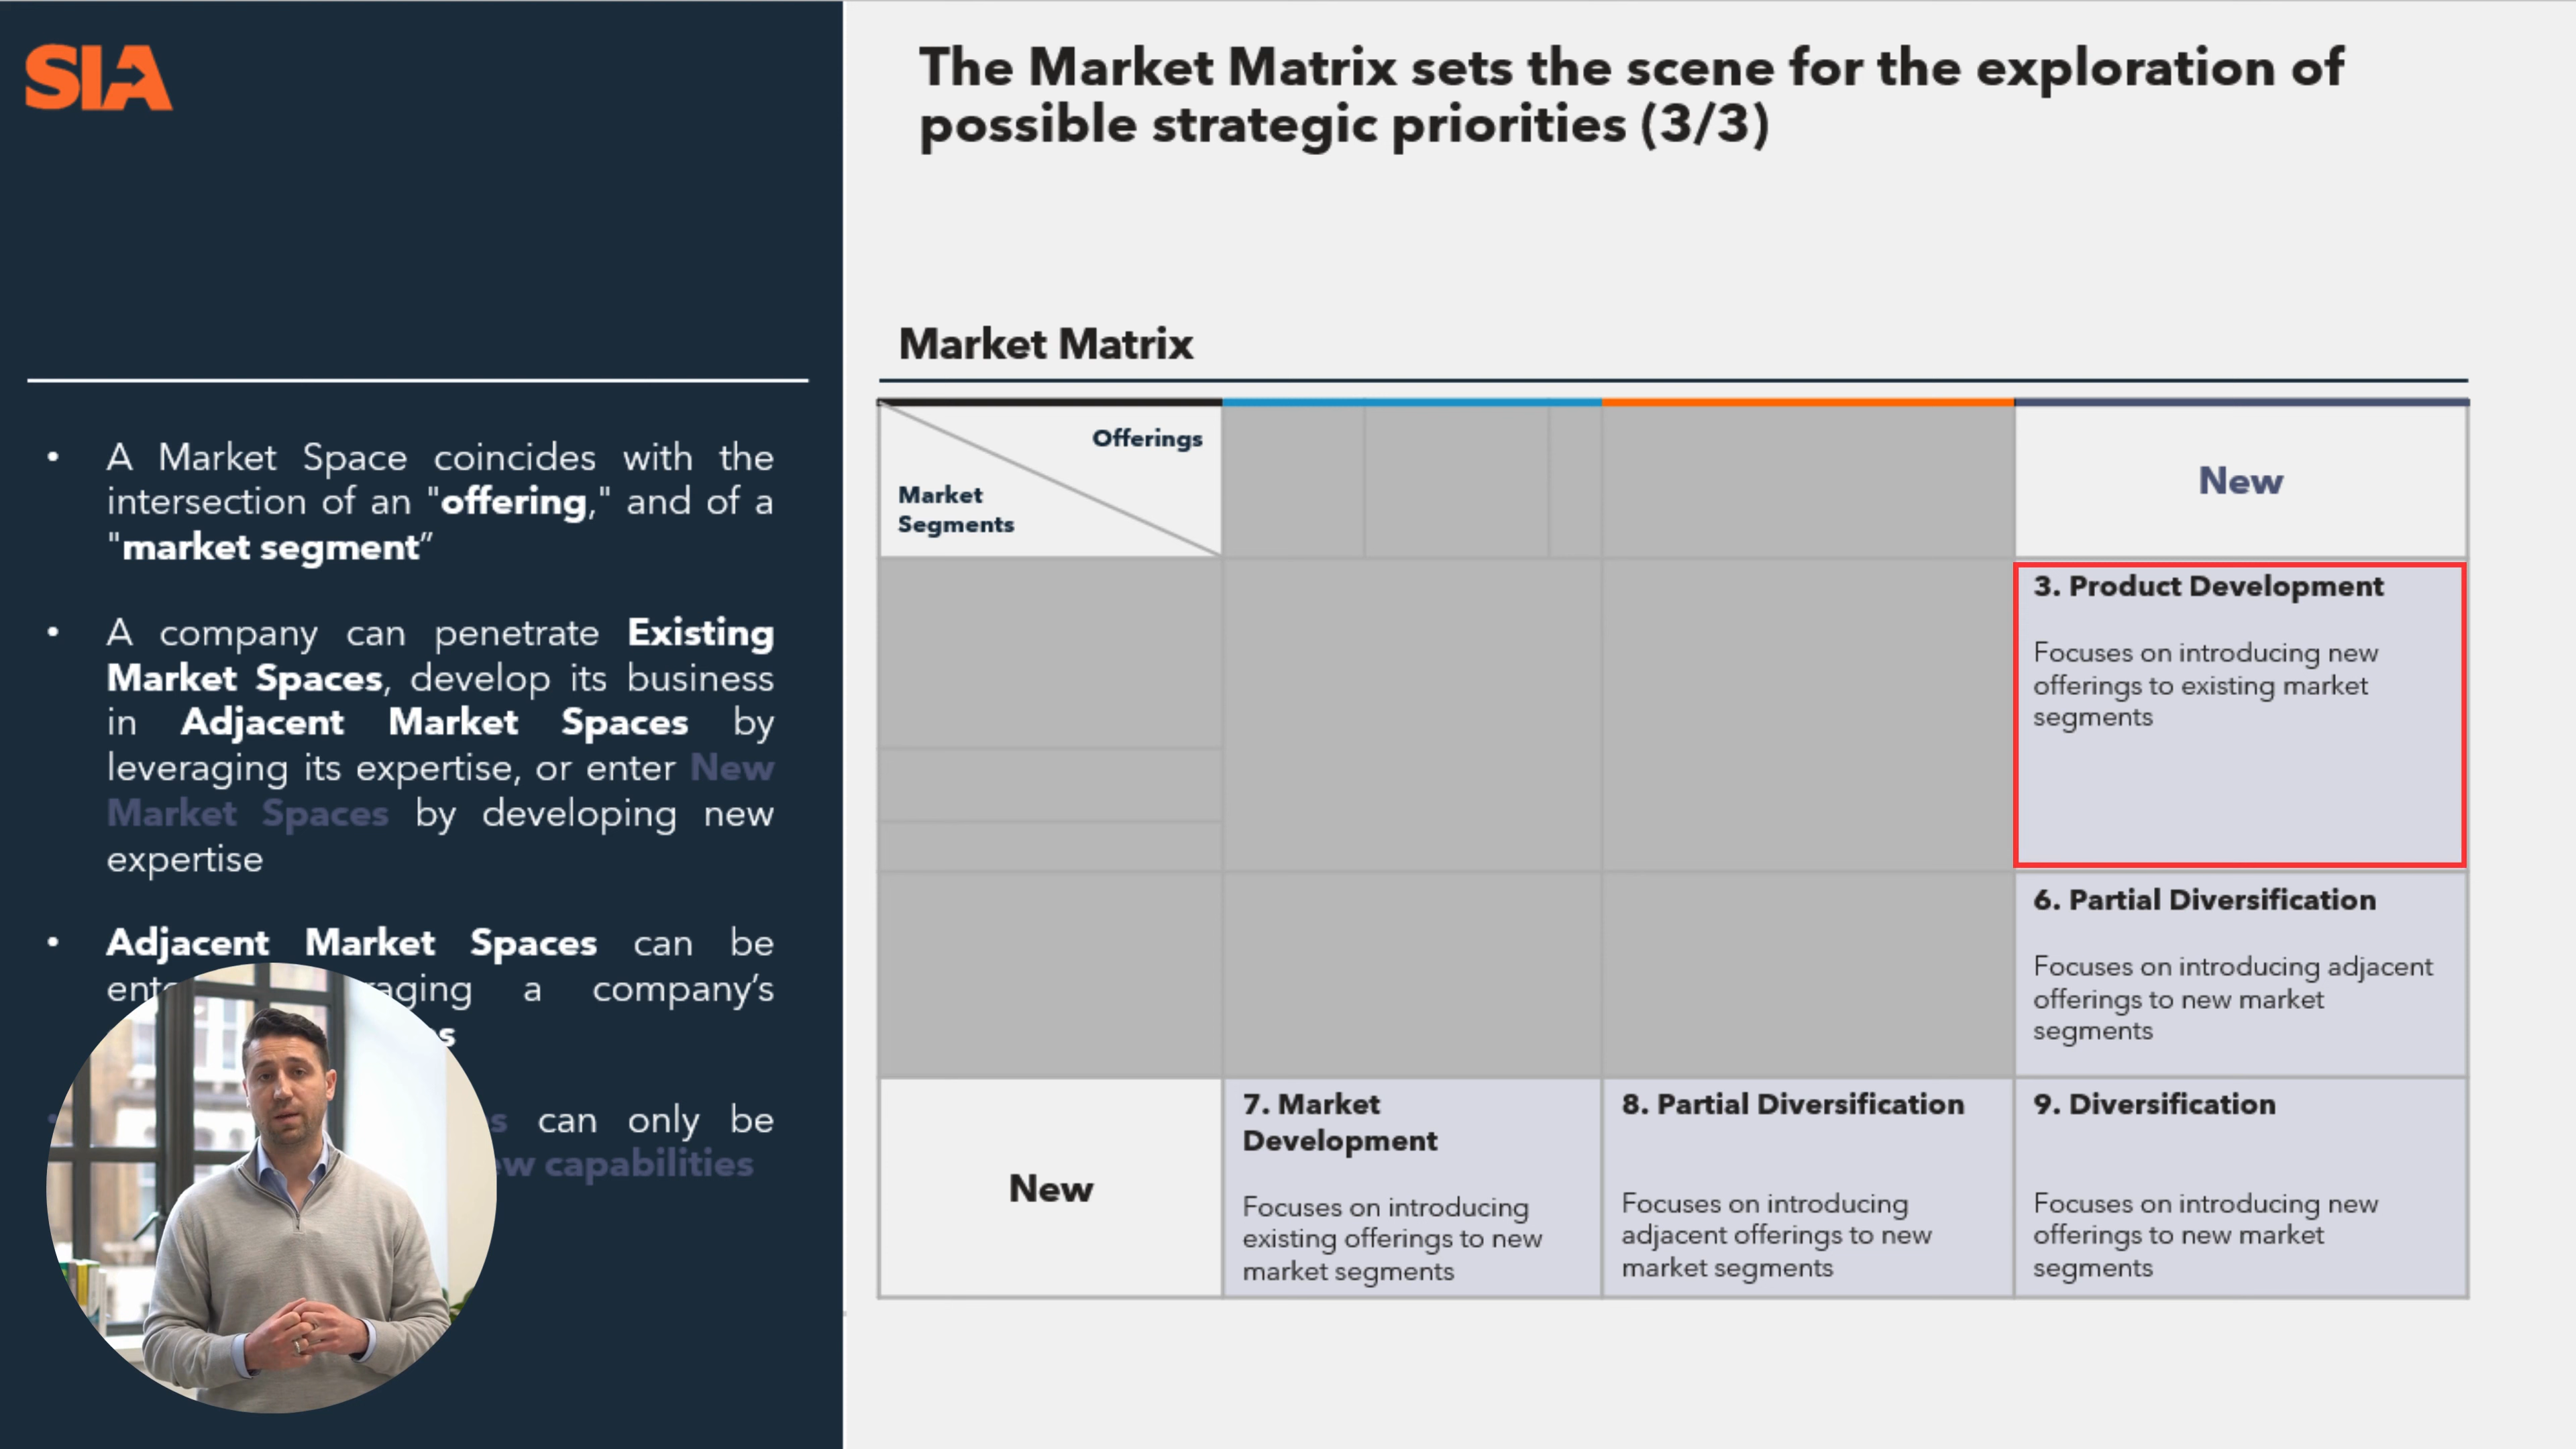 SIA
The Market Matrix sets the scene for the exploration of
possible strategic priorities (3/3)
• A Market Space coincides with the
intersection of an "offering," and of a
"market segment”
• A company can penetrate Existing
Market Spaces, develop its business
in Adjacent Market Spaces by
leveraging its expertise, or enter New
Market Spaces by developing new
expertise
• Adjacent Market Spaces can be
a company’s
can only be
capabilities
Market Matrix
Offerings
Market
Segments
New
3. Product Development
Focuses on introducing new
offerings to existing market
segments
6. Partial Diversification
Focuses on introducing adjacent
offerings to new market
segments
New
7. Market
Development
Focuses on introducing
existing offerings to new
market segments
8. Partial Diversification
Focuses on introducing
adjacent offerings to new
market segments
9. Diversification
Focuses on introducing new
offerings to new market
segments